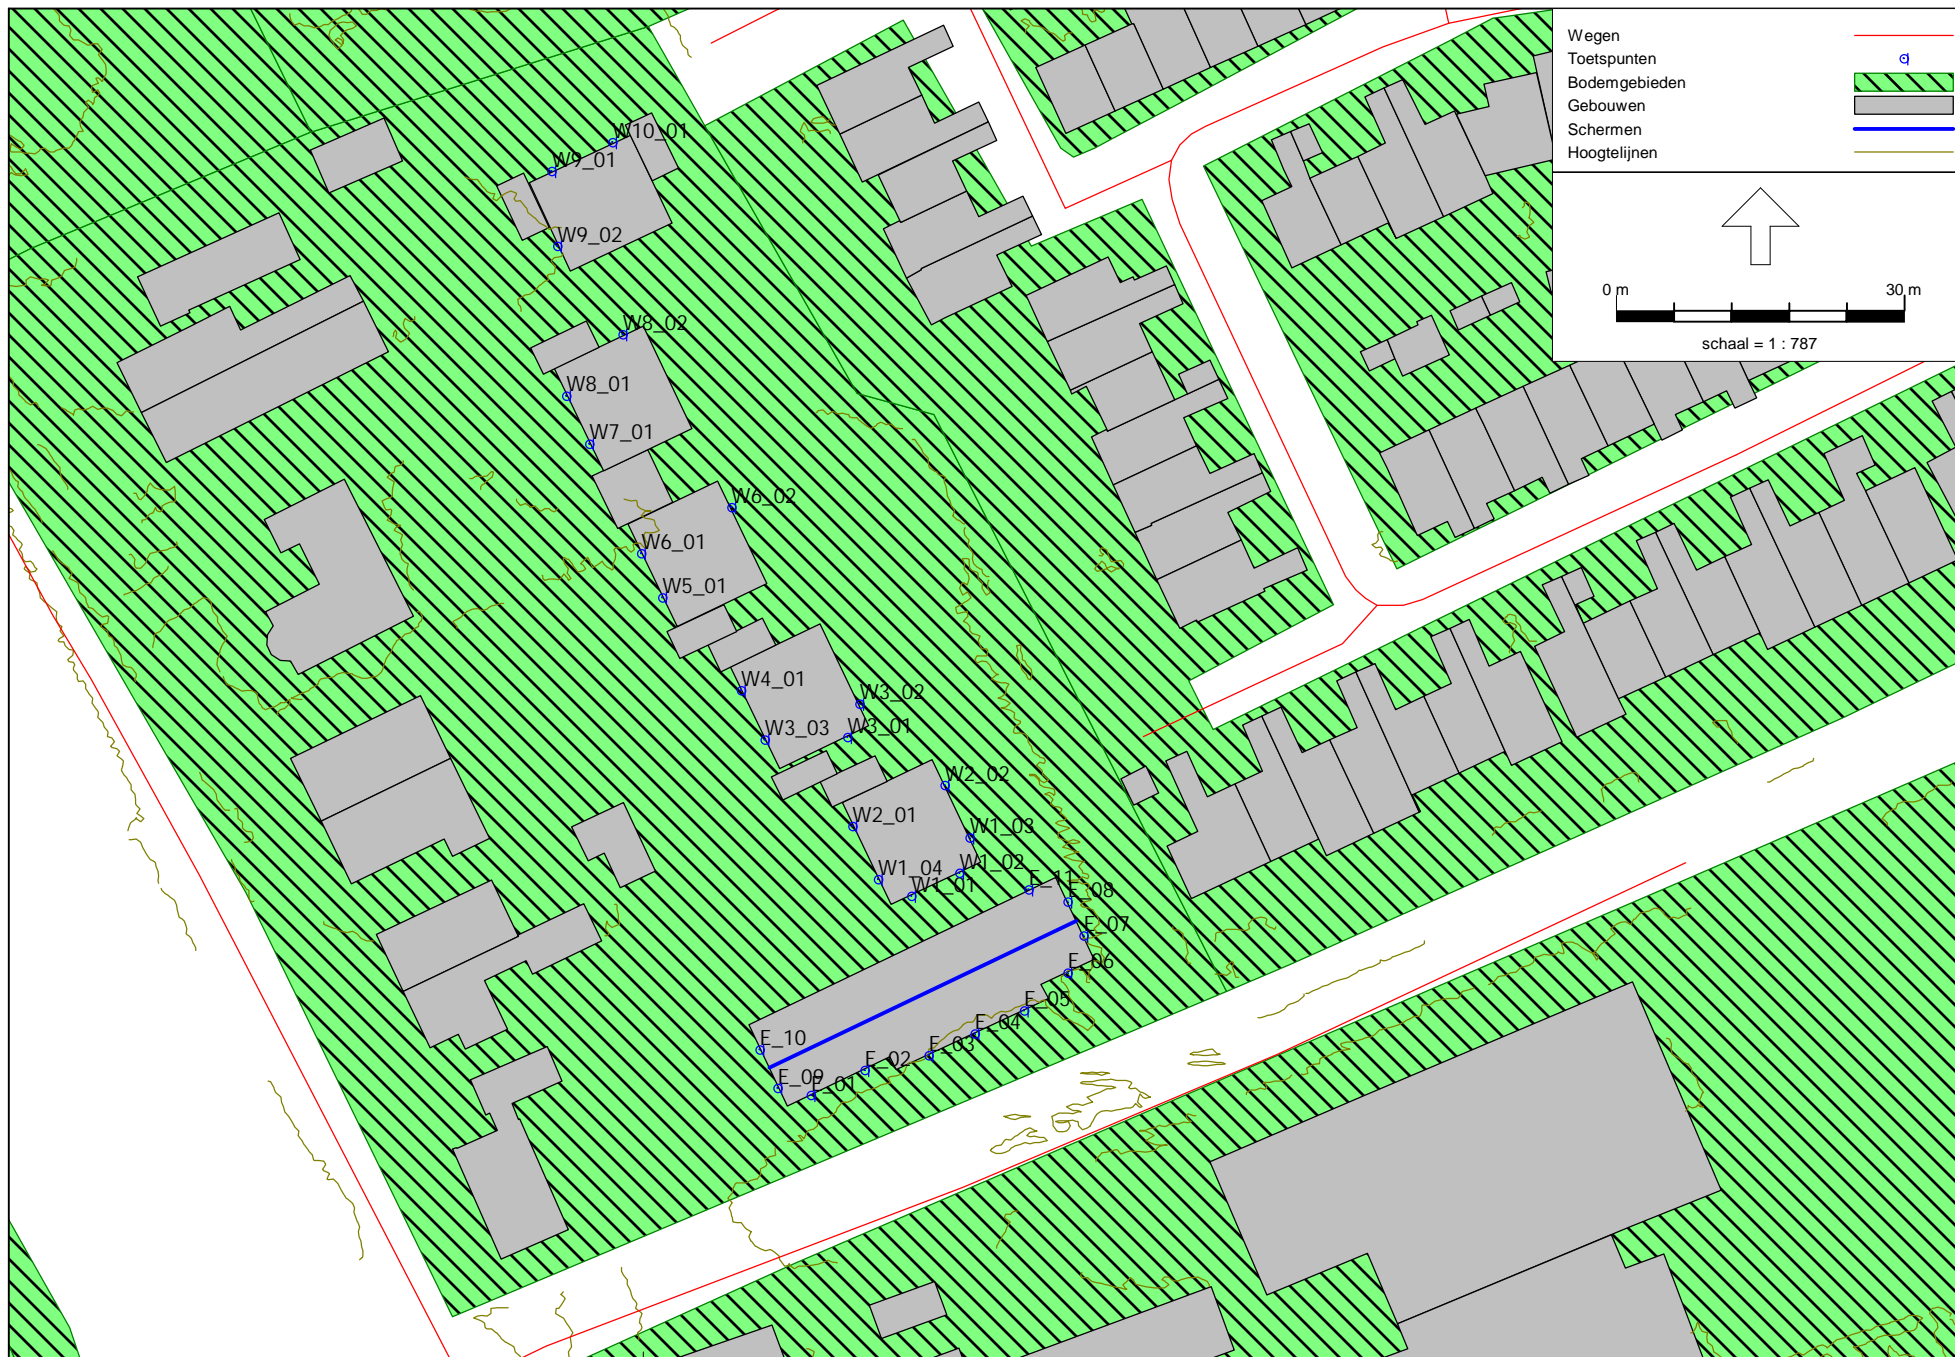 Wegen
Toetspunten
Bodemgebieden
Gebouwen
Schermen
Hoogtelijnen
0 m 30 m
schaal = 1 : 787
W10_01
W9_01
W9_02
W8_02
W8_01
W7_01
W6_02
W6_01
W5_01
W4_01
W3_02
W3_01
W3_03
W2_02
W2_01
W1_03
W1_02
W1_04
W1_01
E_11
E_08
E_07
E_06
E_05
E_04
E_03
E_02
E_10
E_09
E_01